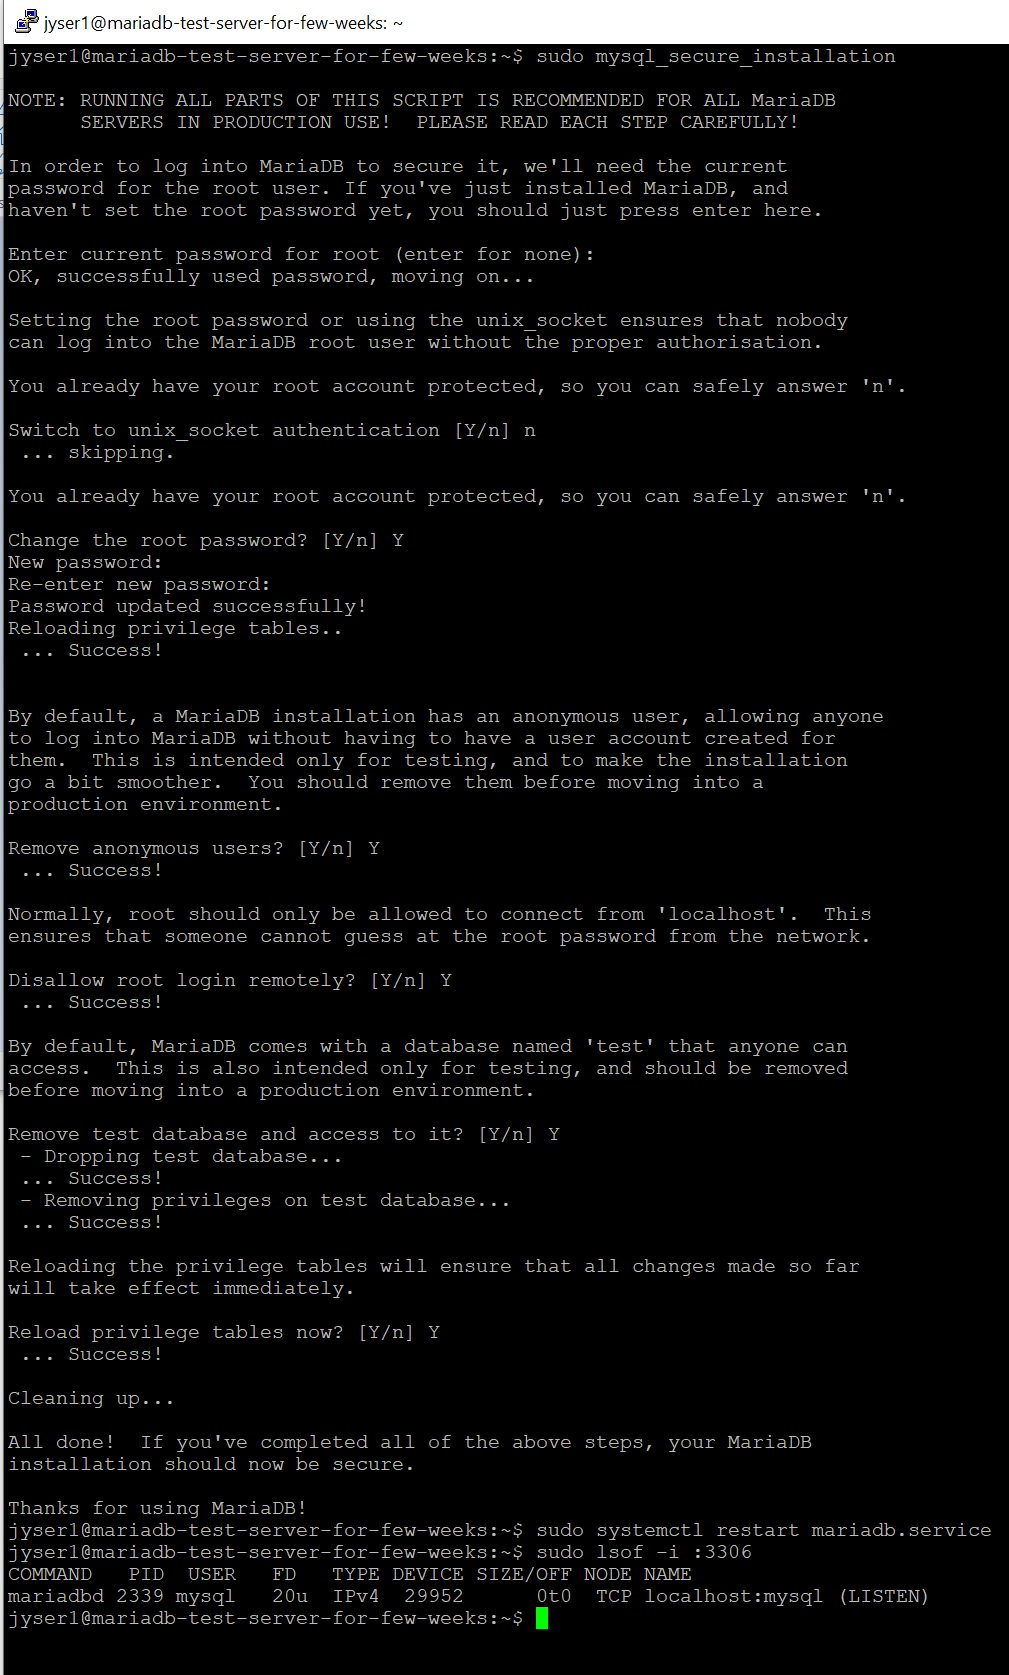 jyser1@mariadb-test-server-for-few-weeks: ~
jyser1@mariadb-test-server-for-few-weeks:~$ sudo mysql_secure_installation
NOTE: RUNNING ALL PARTS OF THIS SCRIPT IS RECOMMENDED FOR ALL MariaDB
      SERVERS IN PRODUCTION USE!  PLEASE READ EACH STEP CAREFULLY!
In order to log into MariaDB to secure it, we'll need the current
password for the root user. If you've just installed MariaDB, and
haven't set the root password yet, you should just press enter here.
Enter current password for root (enter for none):
OK, successfully used password, moving on...
Setting the root password or using the unix_socket ensures that nobody
can log into the MariaDB root user without the proper authorisation.
You already have your root account protected, so you can safely answer 'n'.
Switch to unix_socket authentication [Y/n] n
 ... skipping.
You already have your root account protected, so you can safely answer 'n'.
Change the root password? [Y/n] Y
New password:
Re-enter new password:
Password updated successfully!
Reloading privilege tables..
 ... Success!
By default, a MariaDB installation has an anonymous user, allowing anyone
to log into MariaDB without having to have a user account created for
them.  This is intended only for testing, and to make the installation
go a bit smoother.  You should remove them before moving into a
production environment.
Remove anonymous users? [Y/n] Y
 ... Success!
Normally, root should only be allowed to connect from 'localhost'.  This
ensures that someone cannot guess at the root password from the network.
Disallow root login remotely? [Y/n] Y
 ... Success!
By default, MariaDB comes with a database named 'test' that anyone can
access.  This is also intended only for testing, and should be removed
before moving into a production environment.
Remove test database and access to it? [Y/n] Y
 - Dropping test database...
 ... Success!
 - Removing privileges on test database...
 ... Success!
Reloading the privilege tables will ensure that all changes made so far
will take effect immediately.
Reload privilege tables now? [Y/n] Y
 ... Success!
Cleaning up...
All done!  If you've completed all of the above steps, your MariaDB
installation should now be secure.
Thanks for using MariaDB!
jyser1@mariadb-test-server-for-few-weeks:~$ sudo systemctl restart mariadb.service
jyser1@mariadb-test-server-for-few-weeks:~$ sudo lsof -i :3306
COMMAND   PID  USER   FD   TYPE DEVICE SIZE/OFF NODE NAME
mariadbd 2339 mysql   20u  IPv4  29952      0t0  TCP localhost:mysql (LISTEN)
jyser1@mariadb-test-server-for-few-weeks:~$